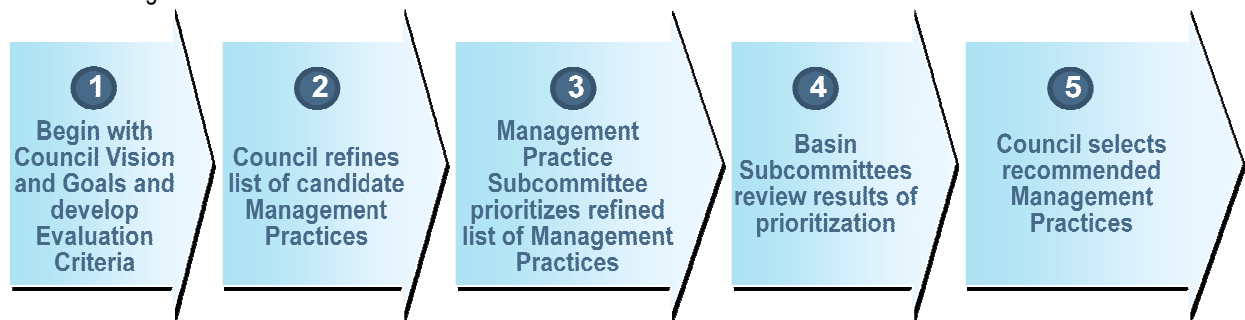 1
Begin with
Council Vision
and Goals and
develop
Evaluation
Criteria
2
Council refines
list of candidate
Management
Practices
3
Management
Practice
Subcommittee
prioritizes refined
list of Management
Practices
4
Basin
Subcommittees
review results of
prioritization
5
Council selects
recommended
Management
Practices